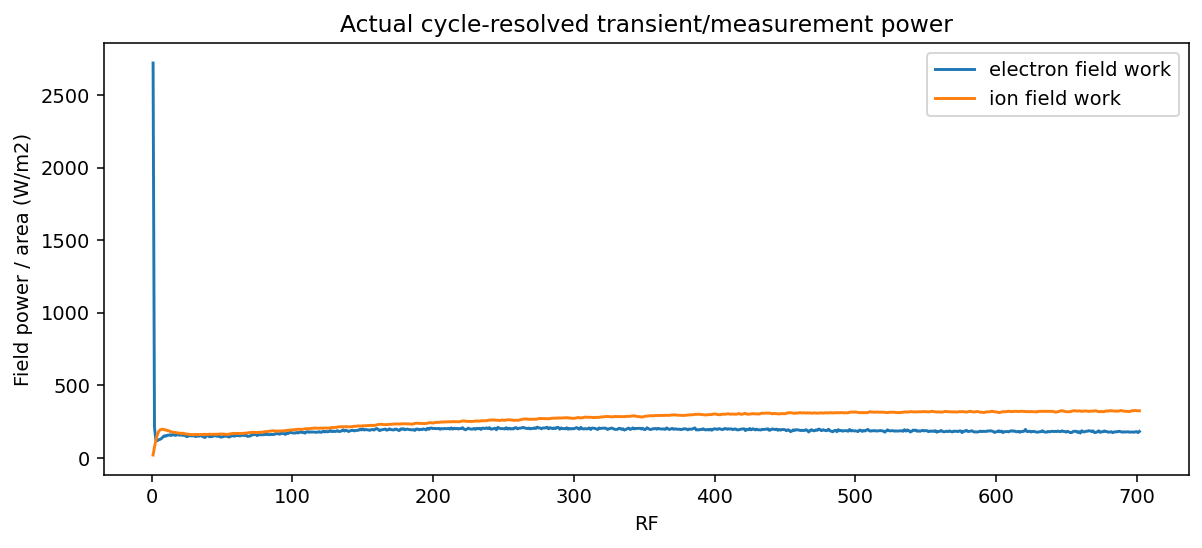 Actual cycle-resolved transient/measurement power
electron field work
ion field work
Field power / area (W/m2)
2500
2000
1500
1000
500
0
0 100 200 300 400 500 600 700
RF